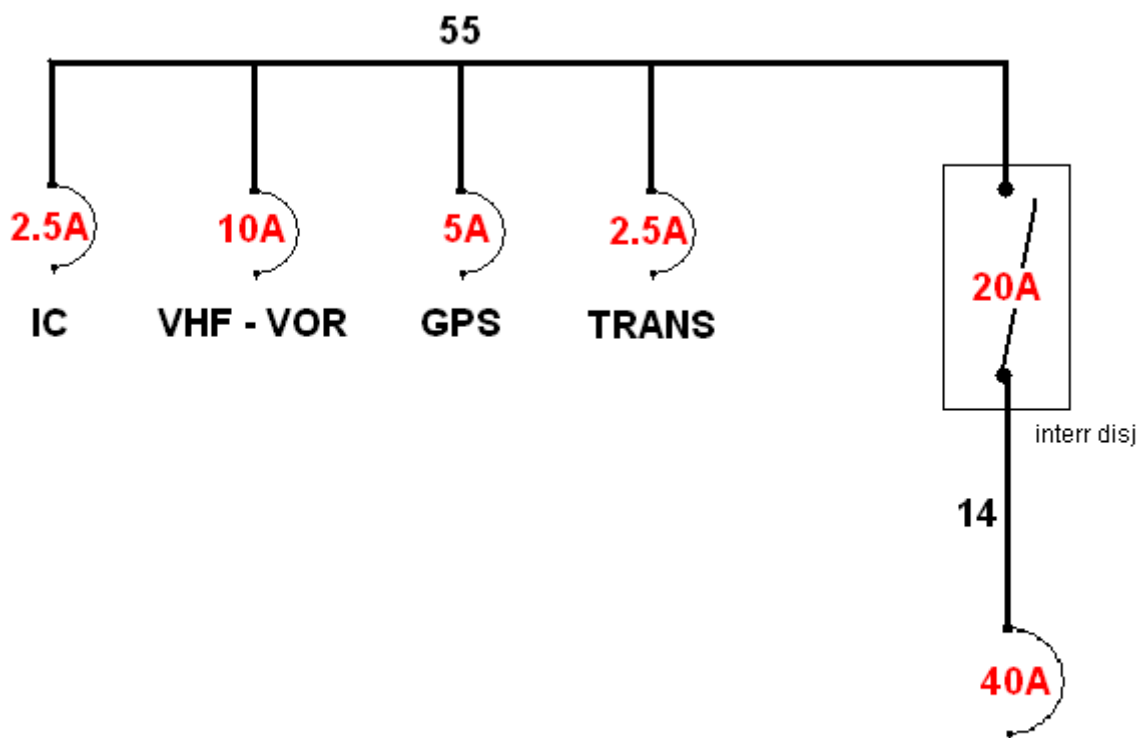 55
2.5A
10A
5A
2.5A
20A
IC
VHF - VOR
GPS
TRANS
interr disj
14
40A